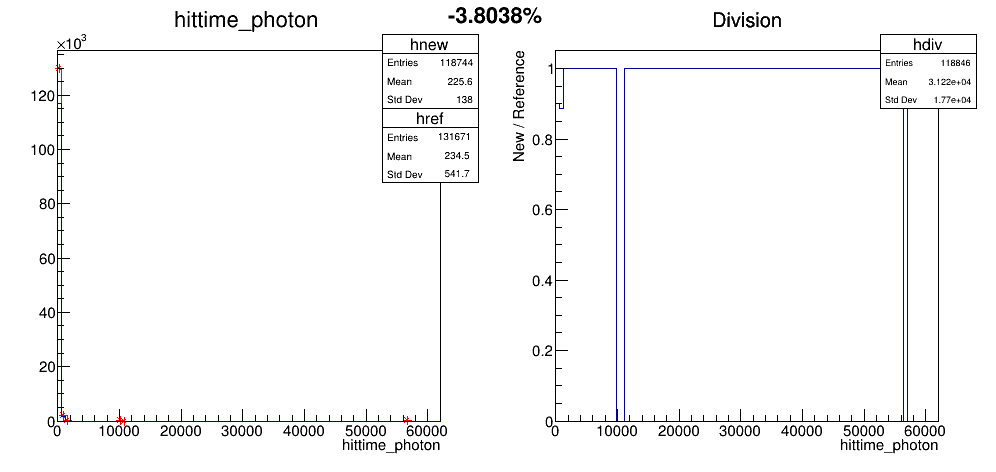 hittime_photon
-3.8038%
Division
×10³
hnew
Entries 118744
Mean 225.6
Std Dev 138
href
Entries 131671
Mean 234.5
Std Dev 541.7
120
100
80
60
40
20
0
0 10000 20000 30000 40000 50000 60000
hittime_photon
hdiv
Entries 118846
Mean 3.122e+04
Std Dev 1.77e+04
New / Reference
1
0.8
0.6
0.4
0.2
0
0 10000 20000 30000 40000 50000 60000
hittime_photon